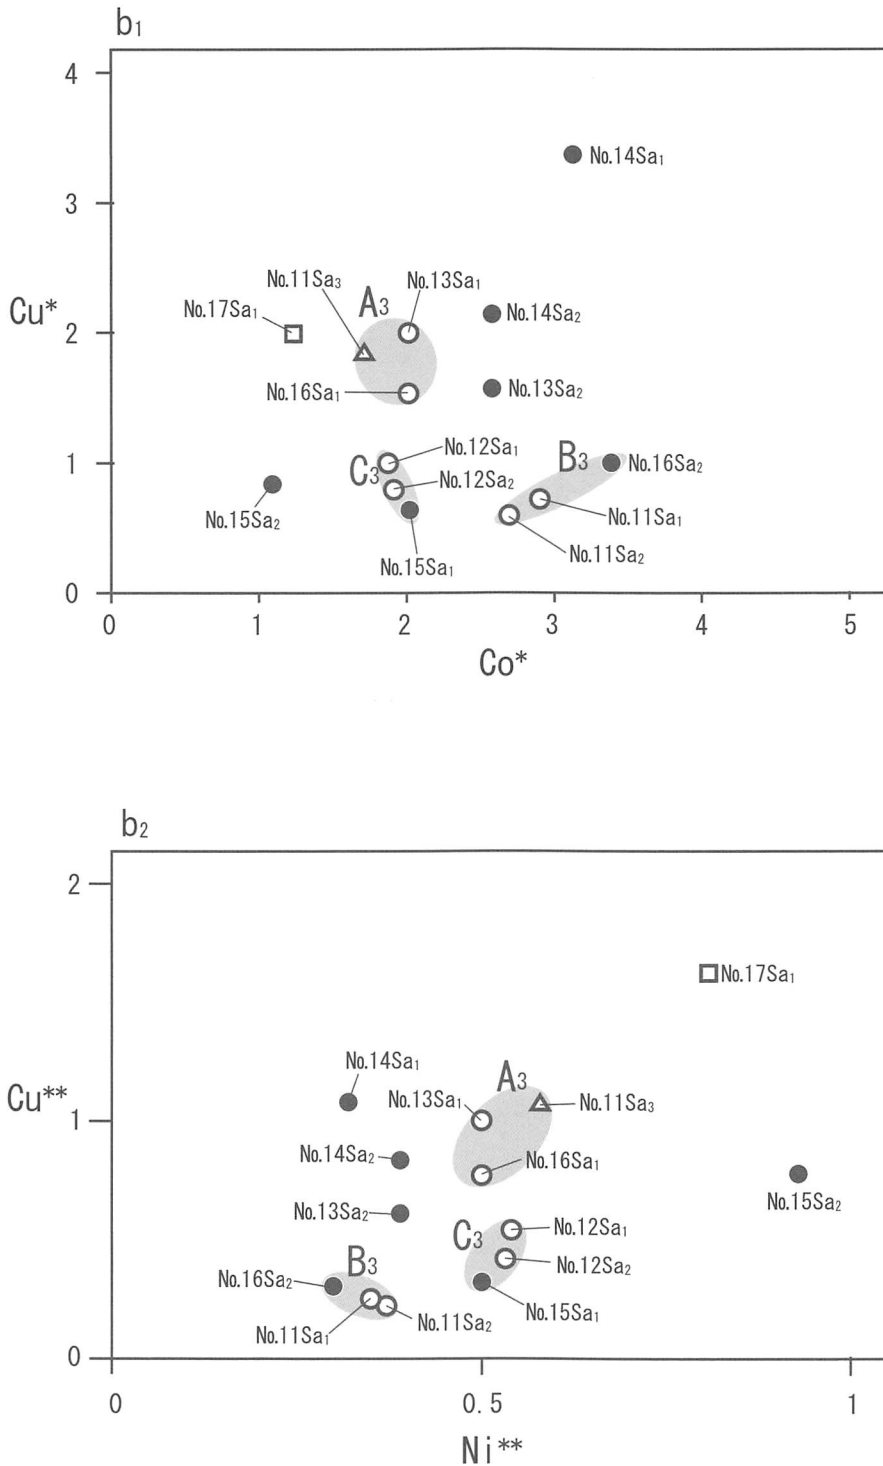 b₁
4
No.14Sa₁
3
No.11Sa₃
No.13Sa₁
A₃
No.17Sa₁
Cu*
No.14Sa₂
2
No.16Sa₁
No.13Sa₂
No.12Sa₁
B₃
No.16Sa₂
1
C₃
No.12Sa₂
No.15Sa₂
No.11Sa₁
No.11Sa₂
No.15Sa₁
0
0 1 2 3 4 5
Co*
b₂
2
No.17Sa₁
No.14Sa₁
A₃
Cu**
No.13Sa₁
No.11Sa₃
1
No.14Sa₂
No.16Sa₁
No.15Sa₂
No.13Sa₂
C₃
No.12Sa₁
B₃
No.12Sa₂
No.16Sa₂
No.15Sa₁
No.11Sa₁
No.11Sa₂
0
0 0.5 1
Ni**